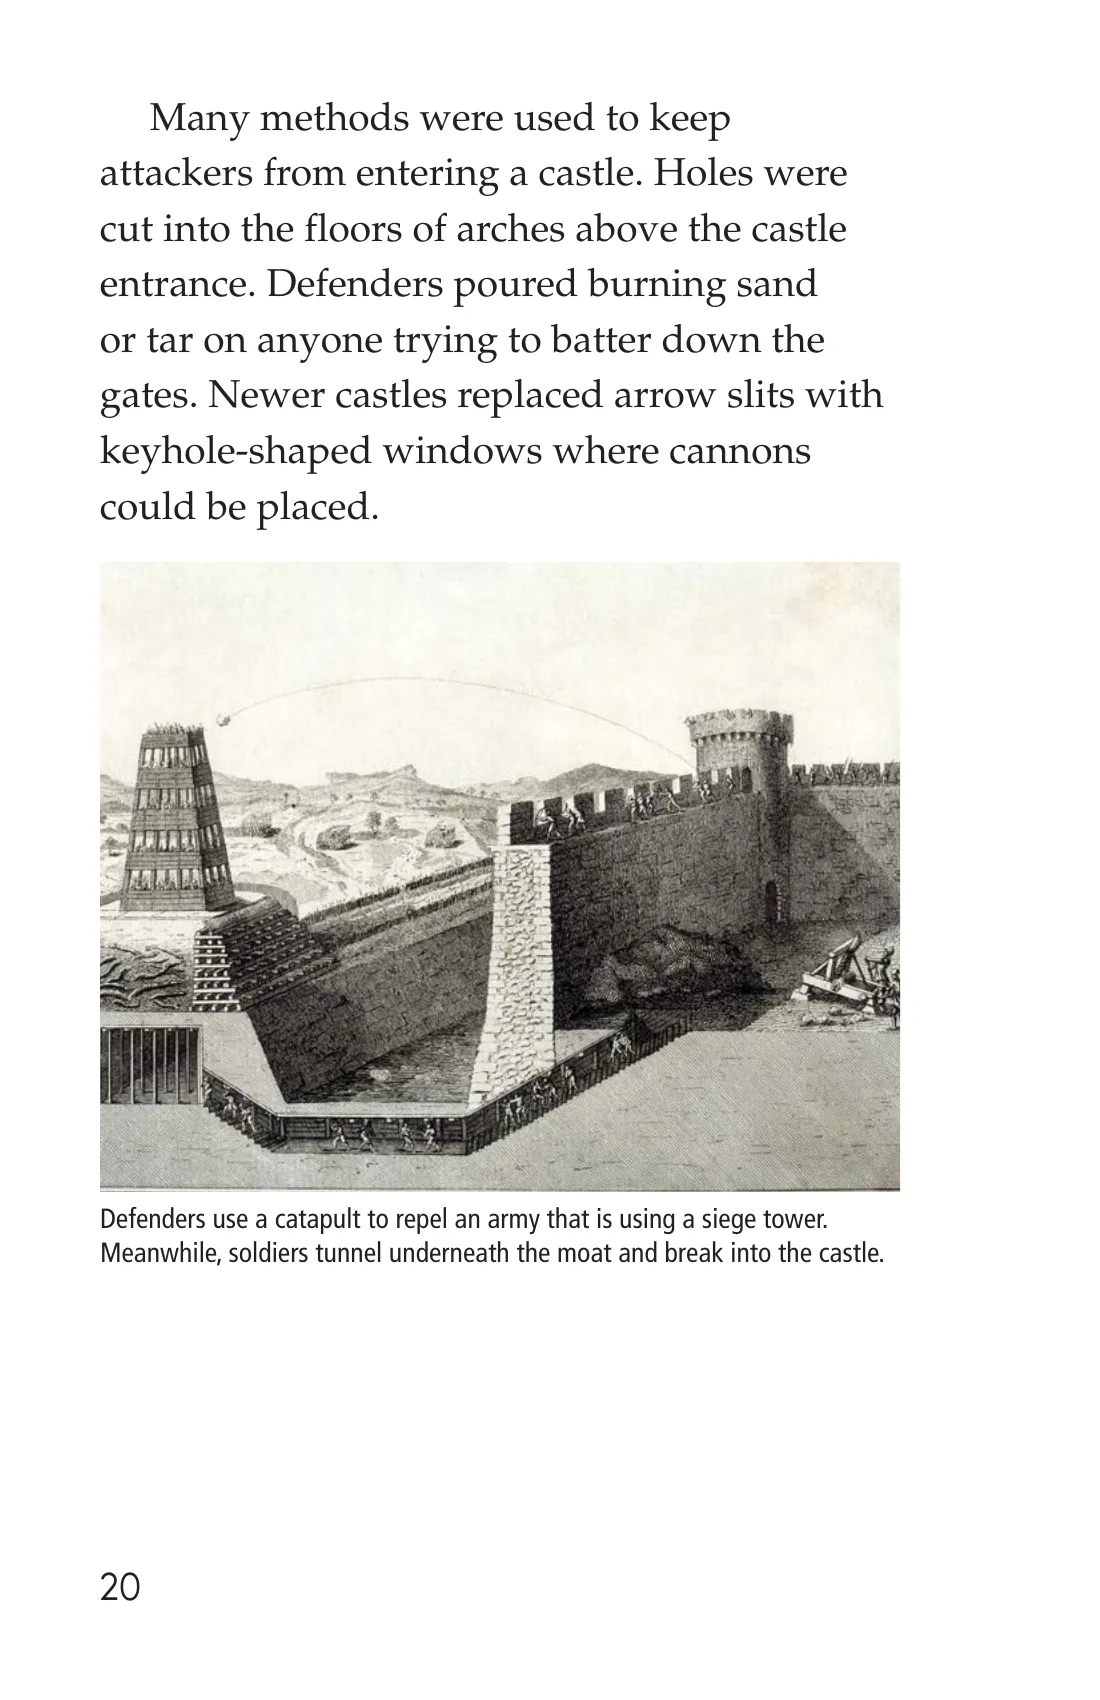 Many methods were used to keep
attackers from entering a castle. Holes were
cut into the floors of arches above the castle
entrance. Defenders poured burning sand
or tar on anyone trying to batter down the
gates. Newer castles replaced arrow slits with
keyhole-shaped windows where cannons
could be placed.
Defenders use a catapult to repel an army that is using a siege tower.
Meanwhile, soldiers tunnel underneath the moat and break into the castle.
20